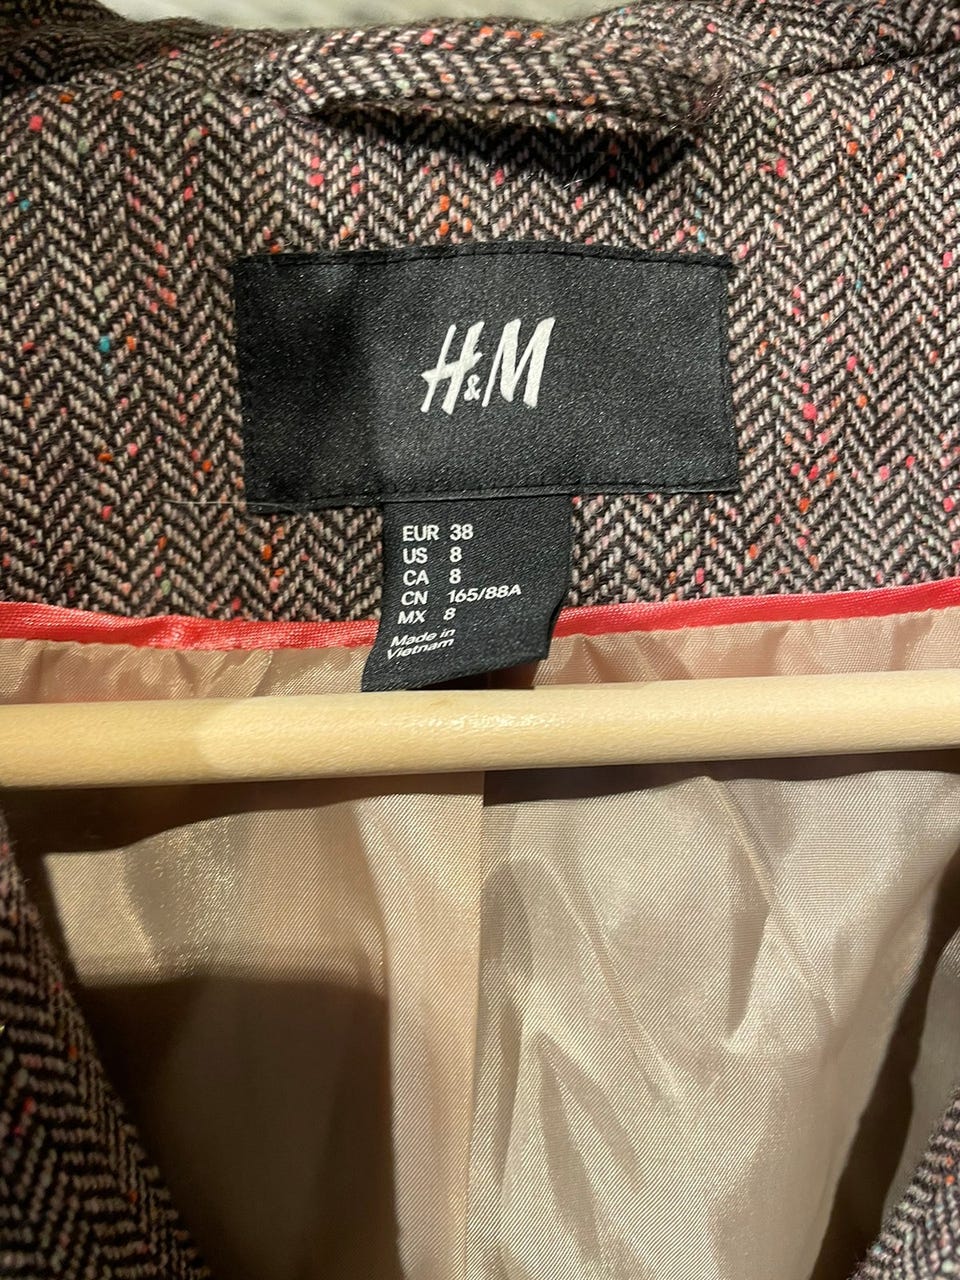 H&M
EUR 38
US 8
CA 8
CN 165/88A
MX 8
Made in
Vietnam